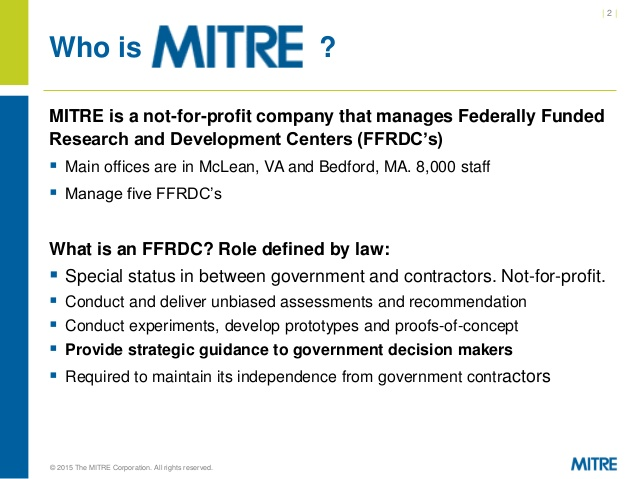 | 2 |
Who is MITRE ?
MITRE is a not-for-profit company that manages Federally Funded
Research and Development Centers (FFRDC’s)
▪ Main offices are in McLean, VA and Bedford, MA. 8,000 staff
▪ Manage five FFRDC’s
What is an FFRDC? Role defined by law:
▪ Special status in between government and contractors. Not-for-profit.
▪ Conduct and deliver unbiased assessments and recommendation
▪ Conduct experiments, develop prototypes and proofs-of-concept
▪ Provide strategic guidance to government decision makers
▪ Required to maintain its independence from government contractors
© 2015 The MITRE Corporation. All rights reserved.
MITRE